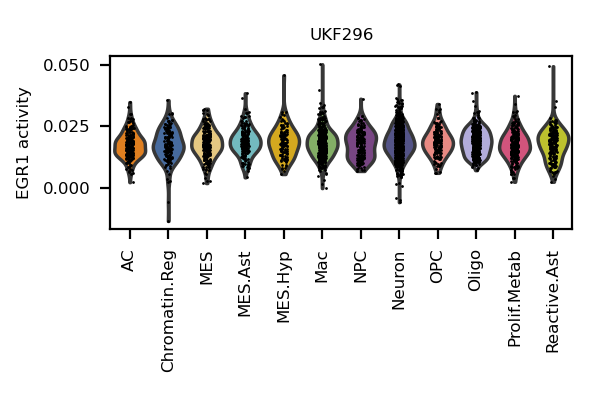 UKF296
0.050
0.025
0.000
EGR1 activity
AC
Chromatin.Reg
MES
MES.Ast
MES.Hyp
Mac
NPC
Neuron
OPC
Oligo
Prolif.Metab
Reactive.Ast